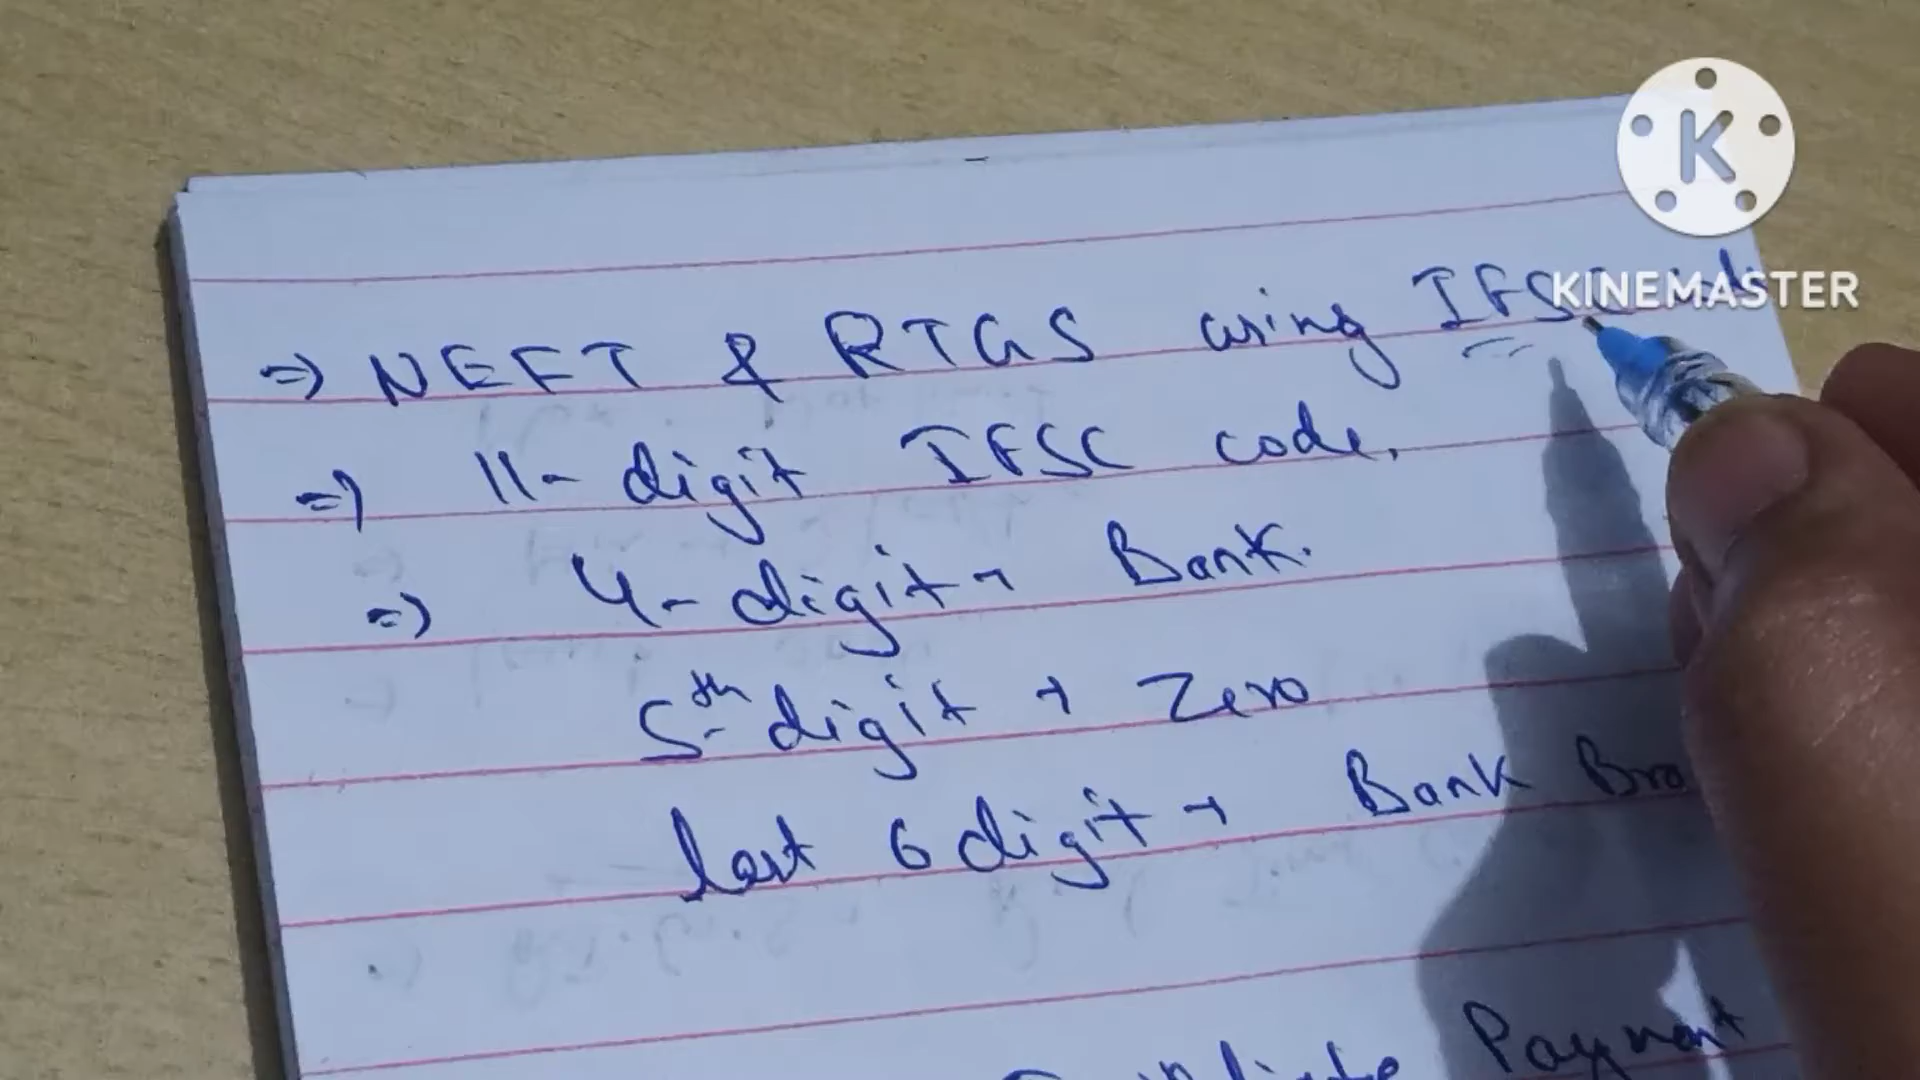 K
KINEMASTER
⇒ NEFT & RTGS using IFSC
⇒ 11- digit IFSC code.
⇒ 4- digit → Bank.
5th digit → Zero
last 6 digit → Bank Bra
Payment